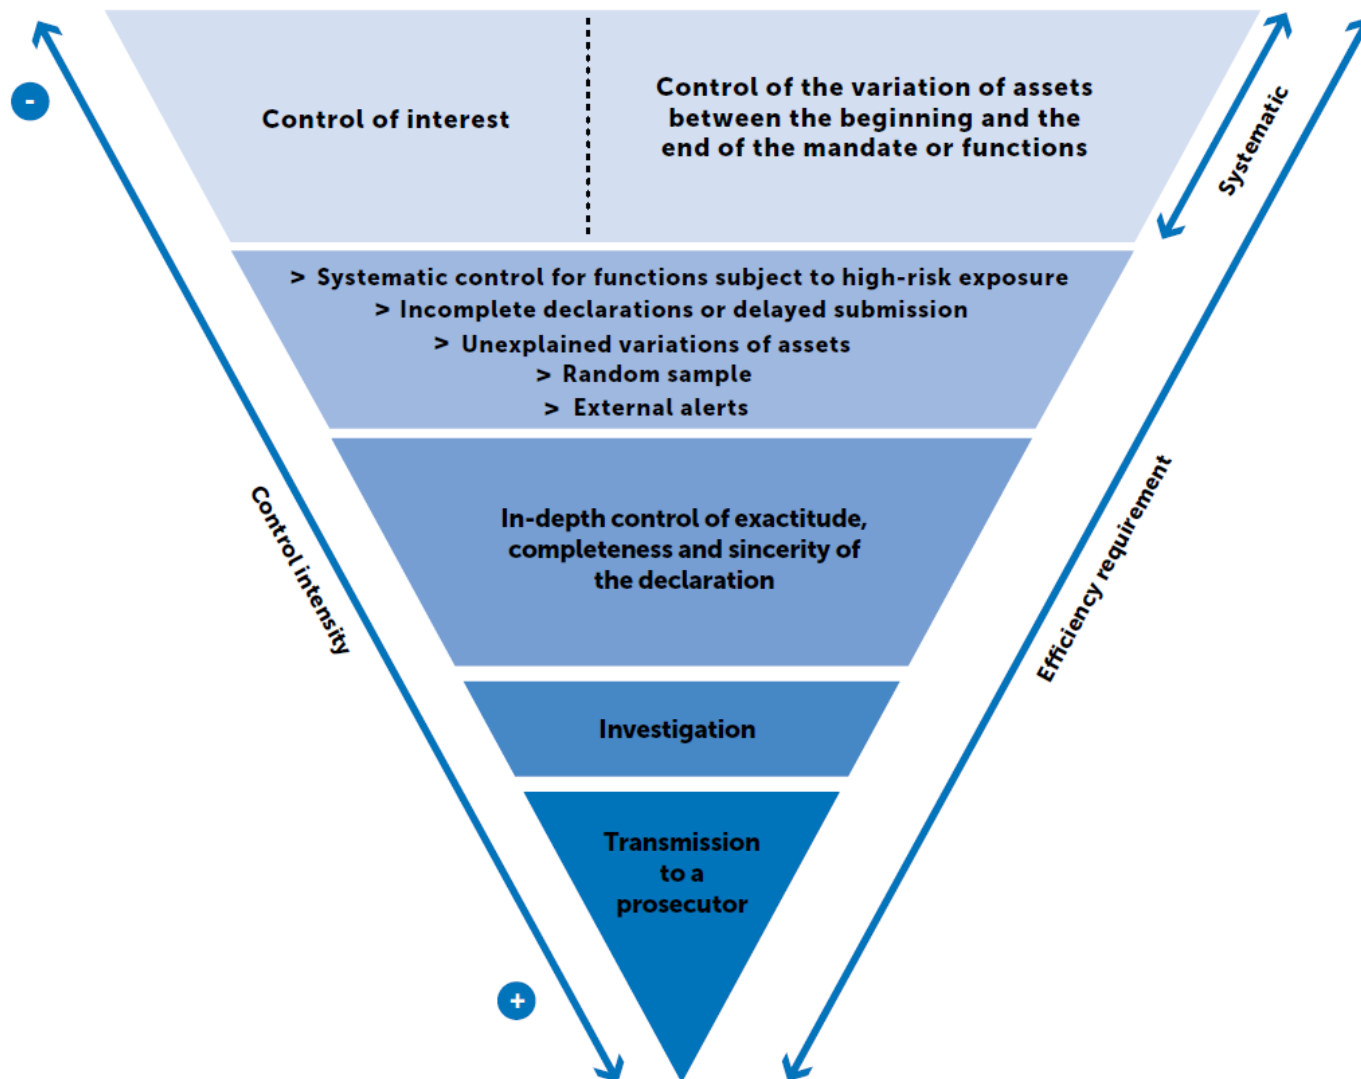 -
Control of interest
Control of the variation of assets
between the beginning and the
end of the mandate or functions
Systematic
> Systematic control for functions subject to high-risk exposure
> Incomplete declarations or delayed submission
> Unexplained variations of assets
> Random sample
> External alerts
Control intensity
In-depth control of exactitude,
completeness and sincerity of
the declaration
Efficiency requirement
Investigation
Transmission
to a
prosecutor
+